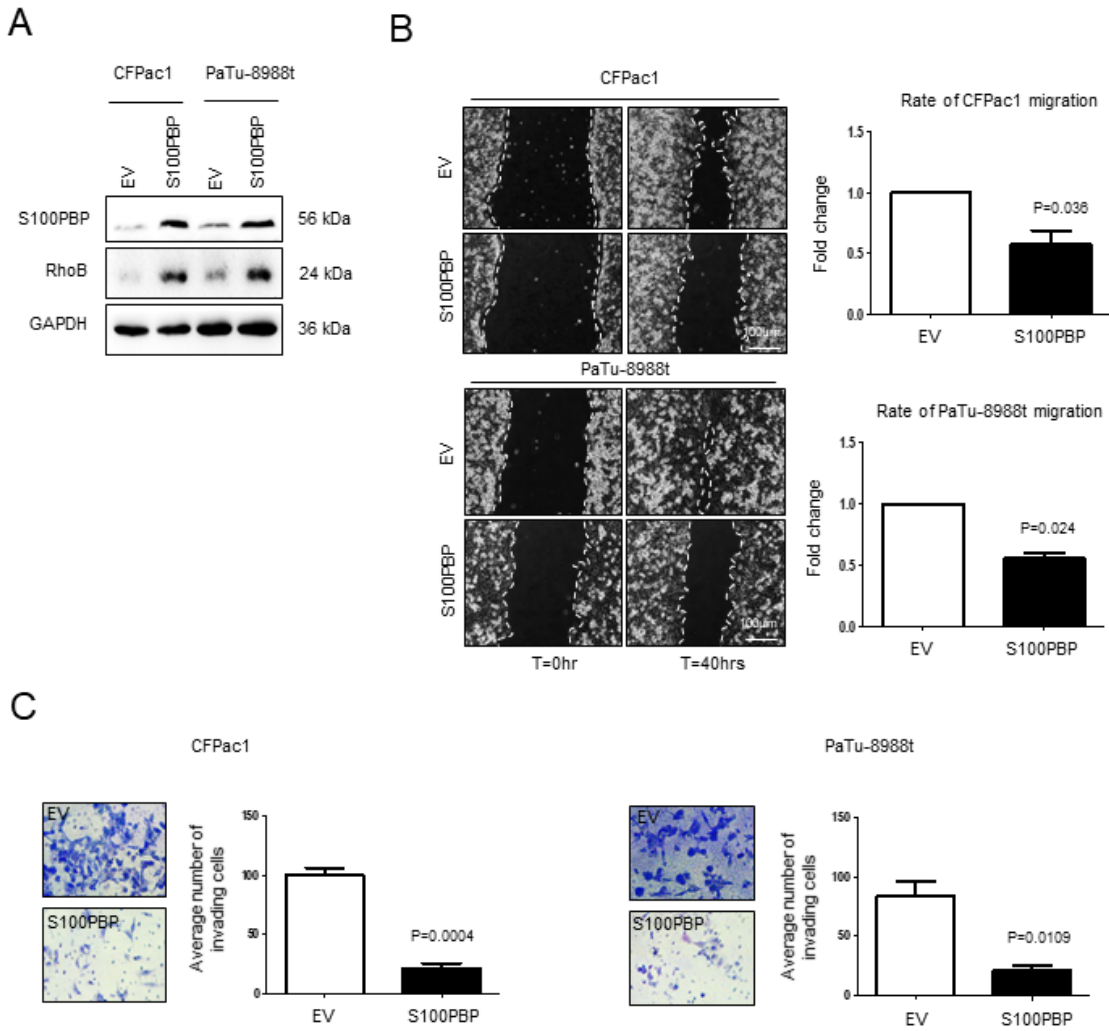 A
CFPac1 PaTu-8988t
EV S100PBP EV S100PBP
S100PBP 56 kDa
RhoB 24 kDa
GAPDH 36 kDa
B
CFPac1
EV
S100PBP
100µm
PaTu-8988t
EV
S100PBP
100µm
T=0hr T=40hrs
Rate of CFPac1 migration
Fold change
1.5
1.0
0.5
0.0
P=0.036
EV S100PBP
Rate of PaTu-8988t migration
Fold change
1.5
1.0
0.5
0.0
P=0.024
EV S100PBP
C
CFPac1
EV
S100PBP
Average number of
invading cells
150
100
50
0
P=0.0004
EV S100PBP
PaTu-8988t
EV
S100PBP
Average number of
invading cells
150
100
50
0
P=0.0109
EV S100PBP